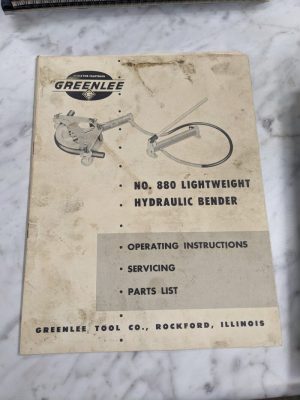 GREENLEE
NO. 880 LIGHTWEIGHT
HYDRAULIC BENDER
OPERATING INSTRUCTIONS
SERVICING
PARTS LIST
GREENLEE TOOL CO., ROCKFORD, ILLINOIS